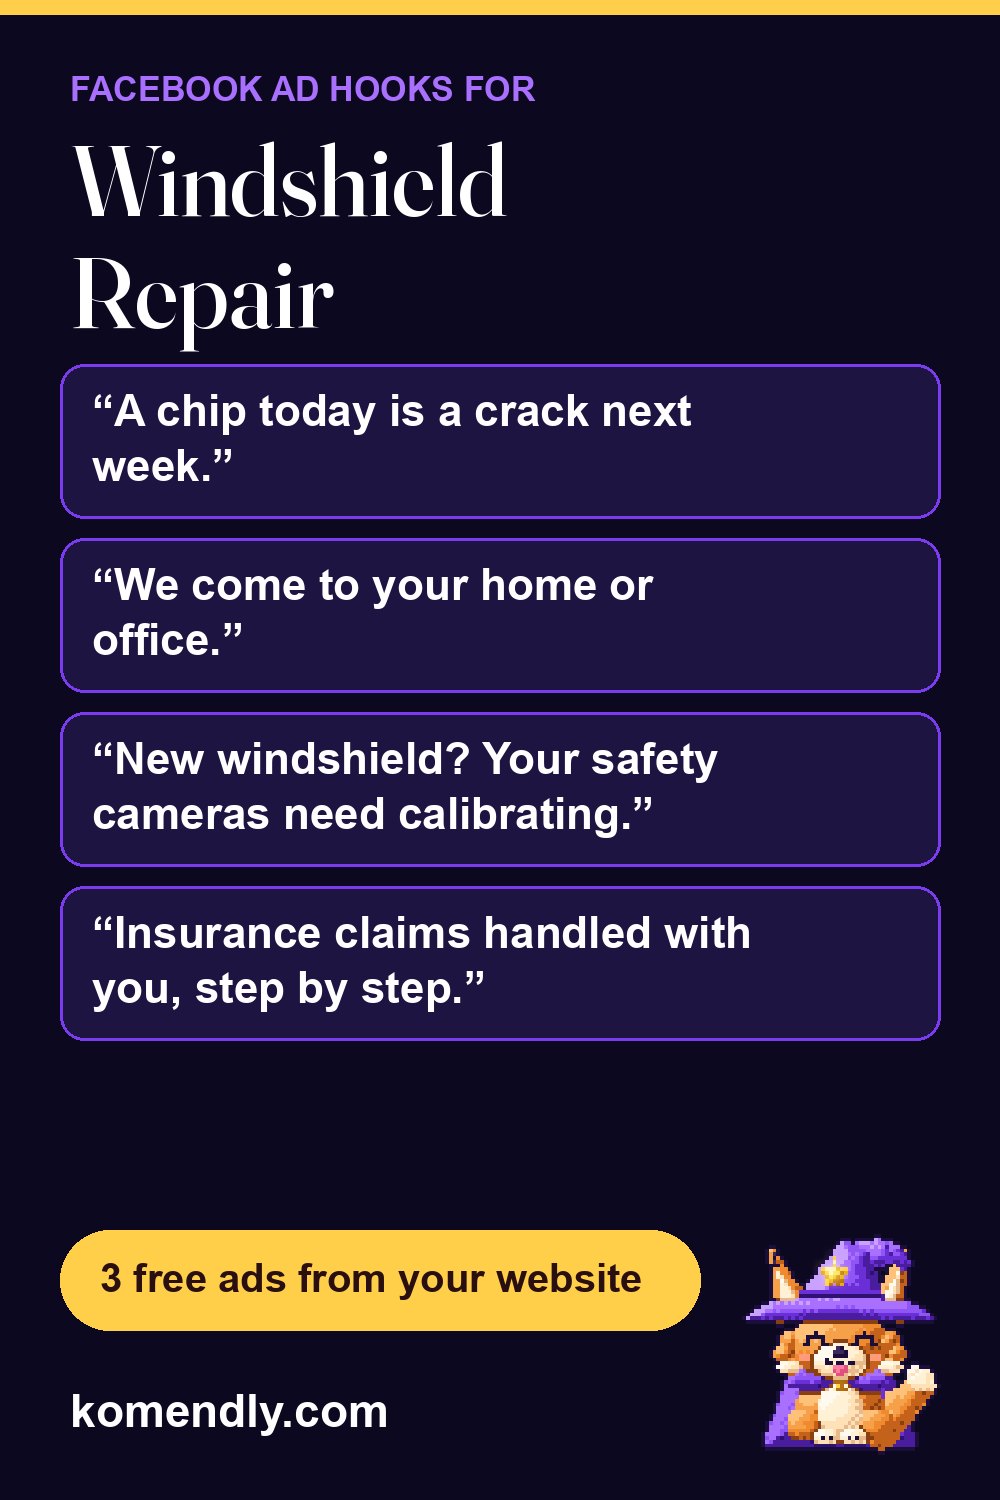 FACEBOOK AD HOOKS FOR
Windshield
Repair
“A chip today is a crack next
week.”
“We come to your home or
office.”
“New windshield? Your safety
cameras need calibrating.”
“Insurance claims handled with
you, step by step.”
3 free ads from your website
komendly.com